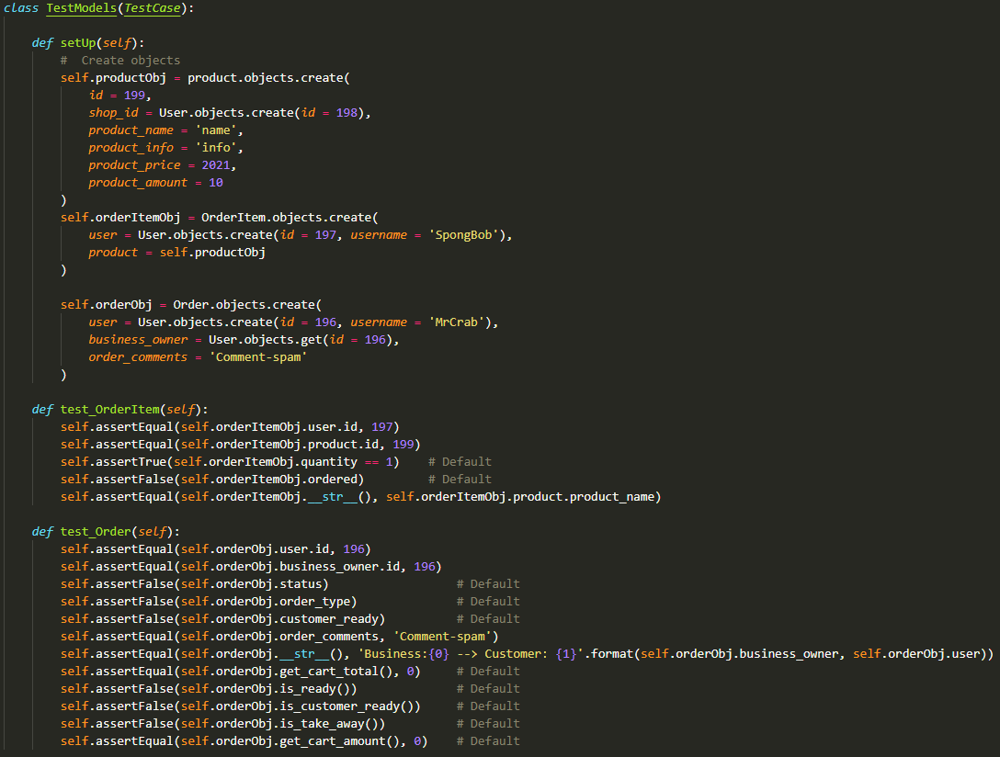 class TestModels(TestCase):
def setUp(self):
#  Create objects
self.productObj = product.objects.create(
id = 199,
shop_id = User.objects.create(id = 198),
product_name = 'name',
product_info = 'info',
product_price = 2021,
product_amount = 10
)
self.orderItemObj = OrderItem.objects.create(
user = User.objects.create(id = 197, username = 'SpongBob'),
product = self.productObj
)
self.orderObj = Order.objects.create(
user = User.objects.create(id = 196, username = 'MrCrab'),
business_owner = User.objects.get(id = 196),
order_comments = 'Comment-spam'
)
def test_OrderItem(self):
self.assertEqual(self.orderItemObj.user.id, 197)
self.assertEqual(self.orderItemObj.product.id, 199)
self.assertTrue(self.orderItemObj.quantity == 1)    # Default
self.assertFalse(self.orderItemObj.ordered)         # Default
self.assertEqual(self.orderItemObj.__str__(), self.orderItemObj.product.product_name)
def test_Order(self):
self.assertEqual(self.orderObj.user.id, 196)
self.assertEqual(self.orderObj.business_owner.id, 196)
self.assertFalse(self.orderObj.status)                  # Default
self.assertFalse(self.orderObj.order_type)              # Default
self.assertFalse(self.orderObj.customer_ready)          # Default
self.assertEqual(self.orderObj.order_comments, 'Comment-spam')
self.assertEqual(self.orderObj.__str__(), 'Business:{0} --> Customer: {1}'.format(self.orderObj.business_owner, self.orderObj.user))
self.assertEqual(self.orderObj.get_cart_total(), 0)     # Default
self.assertFalse(self.orderObj.is_ready())              # Default
self.assertFalse(self.orderObj.is_customer_ready())     # Default
self.assertFalse(self.orderObj.is_take_away())          # Default
self.assertEqual(self.orderObj.get_cart_amount(), 0)    # Default